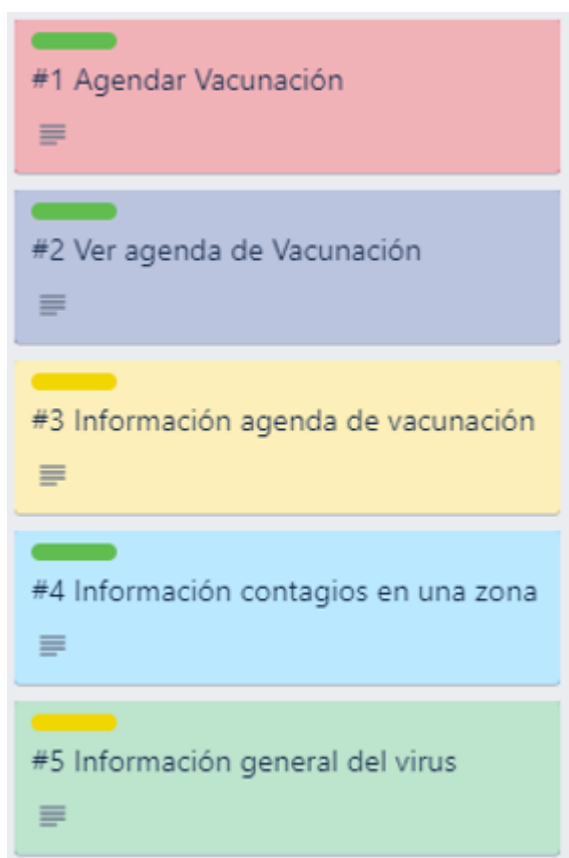 #1 Agendar Vacunación
#2 Ver agenda de Vacunación
#3 Información agenda de vacunación
#4 Información contagios en una zona
#5 Información general del virus